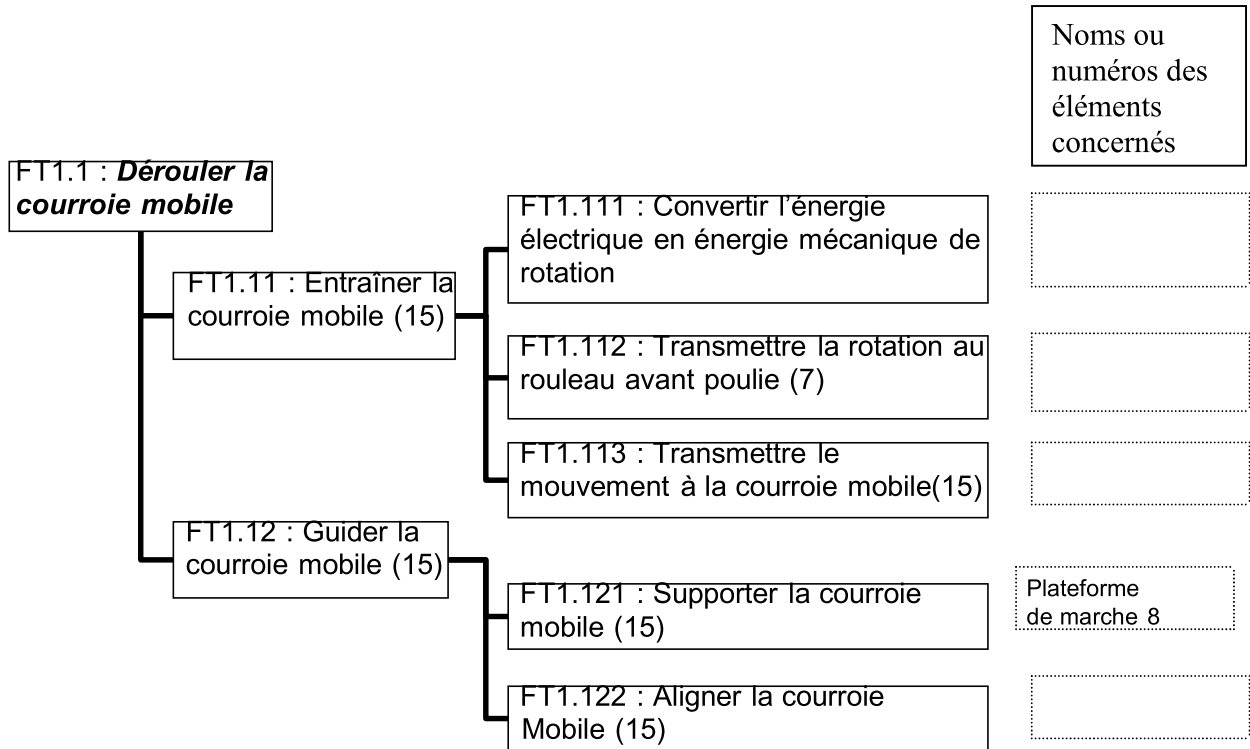 Noms ou
numéros des
éléments
concernés
FT1.1 : Dérouler la
courroie mobile
FT1.11 : Entraîner la
courroie mobile (15)
FT1.111 : Convertir l'énergie
électrique en énergie mécanique de
rotation
FT1.112 : Transmettre la rotation au
rouleau avant poulie (7)
FT1.113 : Transmettre le
mouvement à la courroie mobile(15)
FT1.12 : Guider la
courroie mobile (15)
FT1.121 : Supporter la courroie
mobile (15)
Plateforme
de marche 8
FT1.122 : Aligner la courroie
Mobile (15)